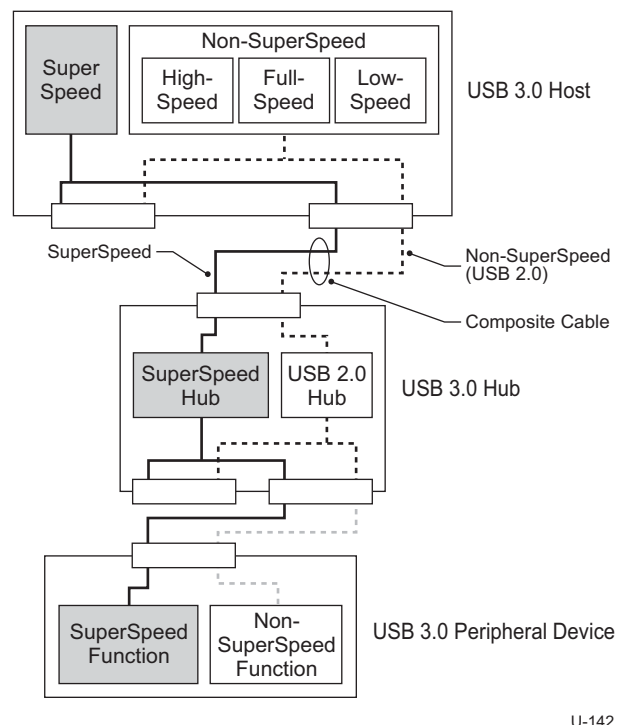 Non-SuperSpeed
Super
Speed
High-
Speed
Full-
Speed
Low-
Speed
USB 3.0 Host
SuperSpeed
Non-SuperSpeed
(USB 2.0)
Composite Cable
SuperSpeed
Hub
USB 2.0
Hub
USB 3.0 Hub
SuperSpeed
Function
Non-
SuperSpeed
Function
USB 3.0 Peripheral Device
U-142